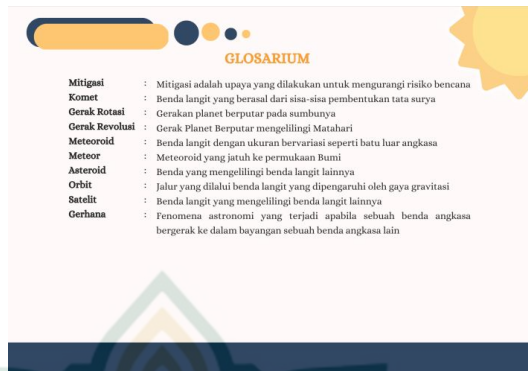 GLOSARIUM
Mitigasi : Mitigasi adalah upaya yang dilakukan untuk mengurangi risiko bencana
Komet : Benda langit yang berasal dari sisa-sisa pembentukan tata surya
Gerak Rotasi : Gerakan planet berputar pada sumbunya
Gerak Revolusi : Gerak Planet Berputar mengelilingi Matahari
Meteoroid : Benda langit dengan ukuran bervariasi seperti batu luar angkasa
Meteor : Meteoroid yang jatuh ke permukaan Bumi
Asteroid : Benda yang mengelilingi benda langit lainnya
Orbit : Jalur yang dilalui benda langit yang dipengaruhi oleh gaya gravitasi
Satelit : Benda langit yang mengelilingi benda langit lainnya
Gerhana : Fenomena astronomi yang terjadi apabila sebuah benda angkasa
bergerak ke dalam bayangan sebuah benda angkasa lain